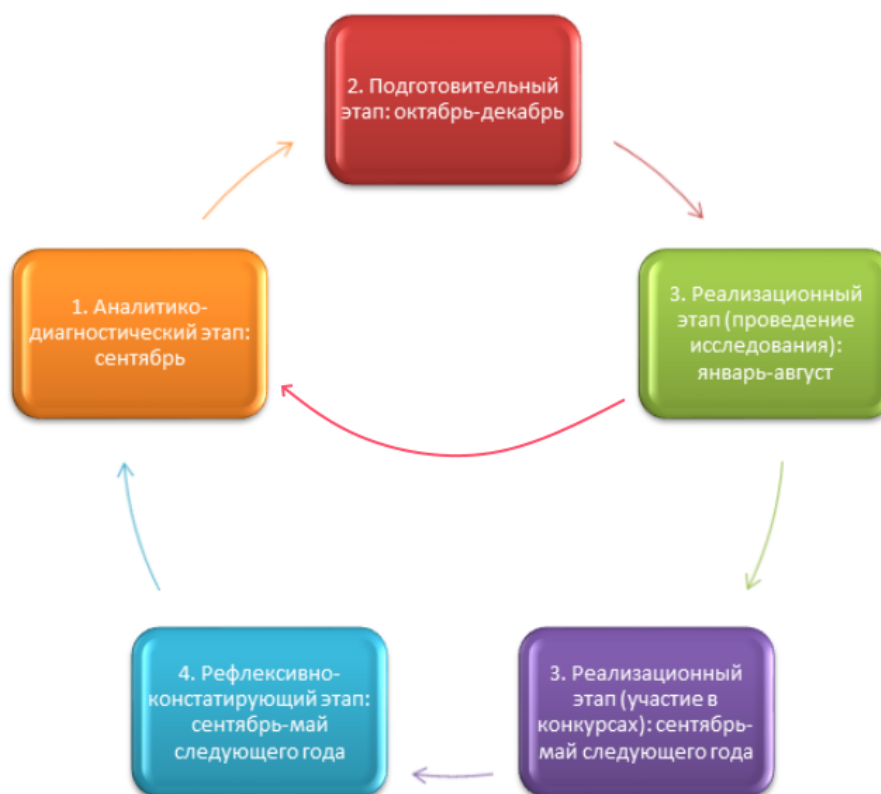 2. Подготовительный
этап: октябрь-декабрь
1. Аналитико-
диагностический этап:
сентябрь
3. Реализационный
этап (проведение
исследования):
январь-август
4. Рефлексивно-
констатирующий этап:
сентябрь-май
следующего года
3. Реализационный
этап (участие в
конкурсах): сентябрь-
май следующего года